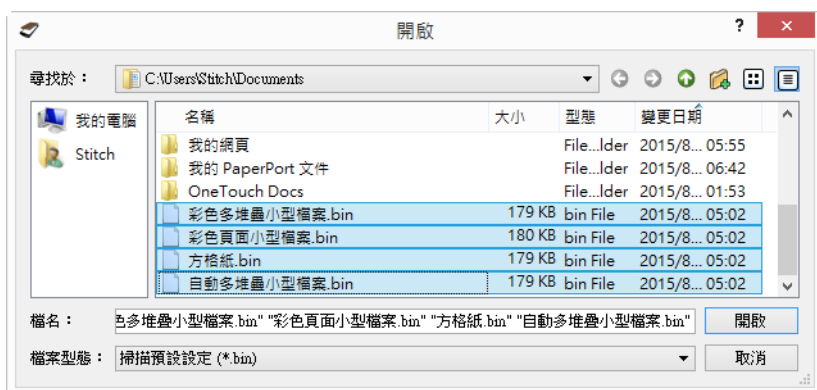 開啟
?
×
尋找於： C:\Users\Stitch\Documents
我的電腦
Stitch
名稱 大小 型態 變更日期
我的網頁 File...lder 2015/8... 05:55
我的 PaperPort 文件 File...lder 2015/8... 06:42
OneTouch Docs File...lder 2015/8... 01:53
彩色多堆疊小型檔案.bin 179 KB bin File 2015/8... 05:02
彩色頁面小型檔案.bin 180 KB bin File 2015/8... 05:02
方格紙.bin 179 KB bin File 2015/8... 05:02
自動多堆疊小型檔案.bin 179 KB bin File 2015/8... 05:02
檔名： 色多堆疊小型檔案.bin" "彩色頁面小型檔案.bin" "方格紙.bin" "自動多堆疊小型檔案.bin" 開啟
檔案型態： 掃描預設設定 (*.bin) 取消